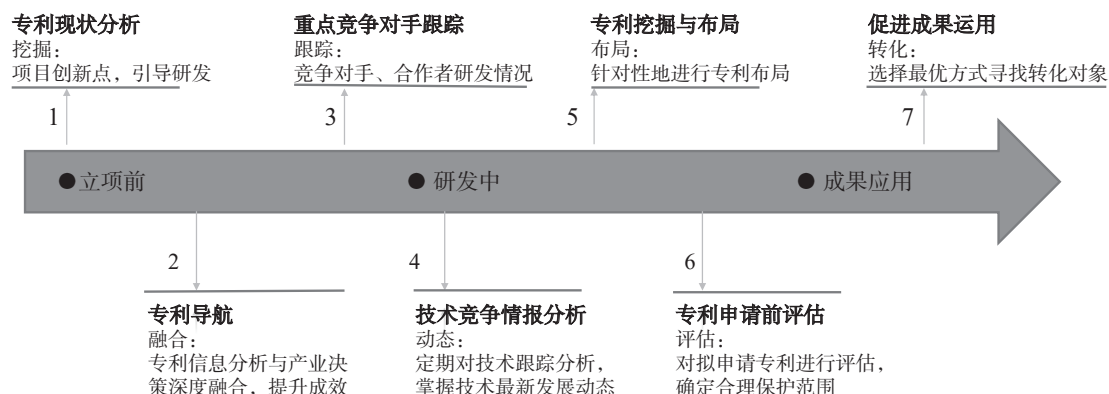 专利现状分析
挖掘：
项目创新点，引导研发
1
重点竞争对手跟踪
跟踪：
竞争对手、合作者研发情况
3
专利挖掘与布局
布局：
针对性地进行专利布局
5
促进成果运用
转化：
选择最优方式寻找转化对象
7
●立项前
● 研发中
● 成果应用
2
专利导航
融合：
专利信息分析与产业决
策深度融合，提升成效
4
技术竞争情报分析
动态：
定期对技术跟踪分析，
掌握技术最新发展动态
6
专利申请前评估
评估：
对拟申请专利进行评估，
确定合理保护范围